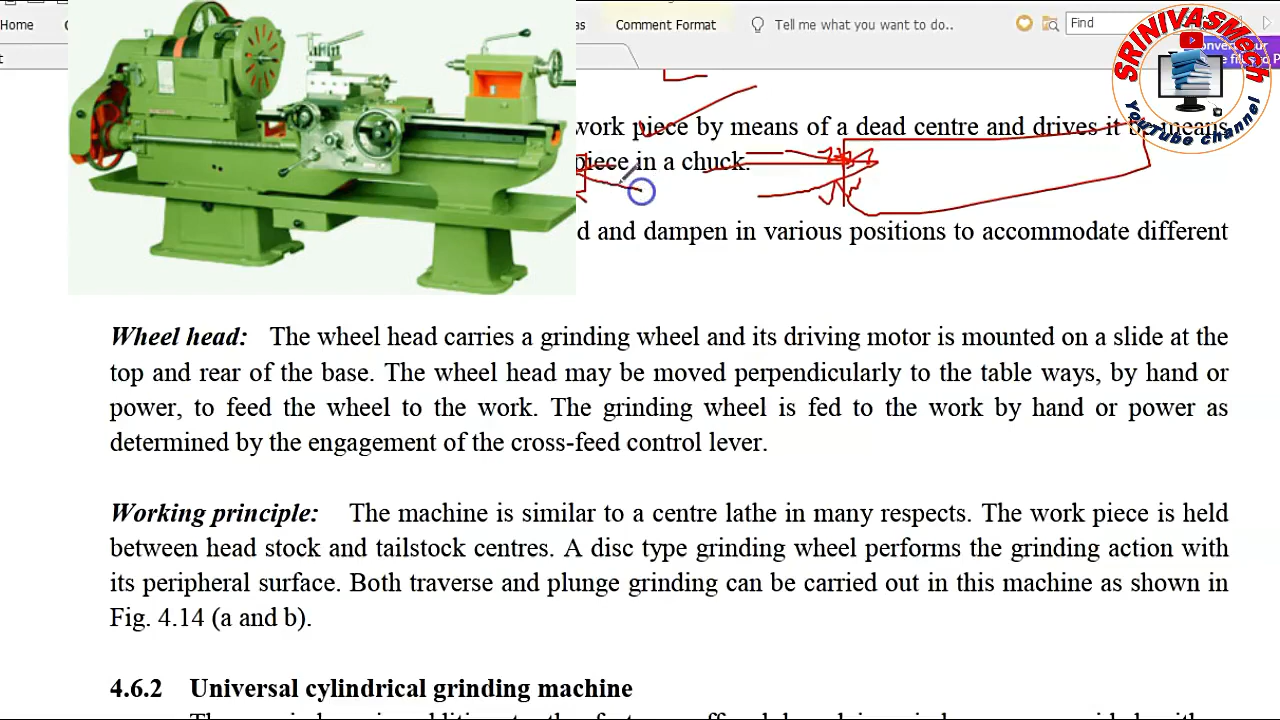 Home
Comment Format
Tell me what you want to do..
Find
SRINIVASMech
YouTube channel
work piece by means of a dead centre and drives it by means
piece in a chuck.
d and dampen in various positions to accommodate different
Wheel head: The wheel head carries a grinding wheel and its driving motor is mounted on a slide at the
top and rear of the base. The wheel head may be moved perpendicularly to the table ways, by hand or
power, to feed the wheel to the work. The grinding wheel is fed to the work by hand or power as
determined by the engagement of the cross-feed control lever.
Working principle: The machine is similar to a centre lathe in many respects. The work piece is held
between head stock and tailstock centres. A disc type grinding wheel performs the grinding action with
its peripheral surface. Both traverse and plunge grinding can be carried out in this machine as shown in
Fig. 4.14 (a and b).
4.6.2 Universal cylindrical grinding machine